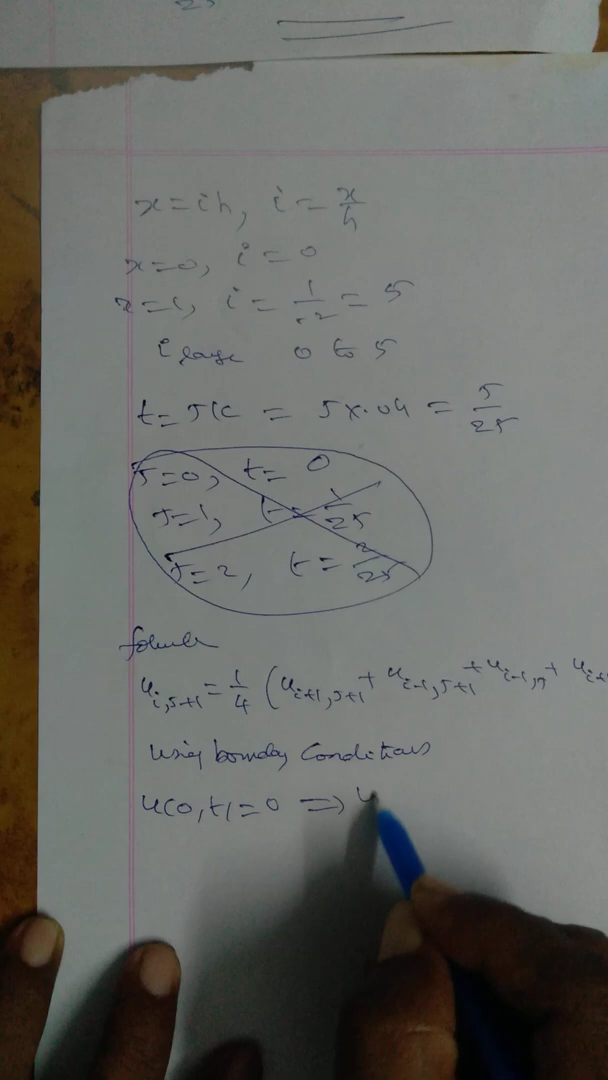 25
x = ih, i = x/h
x=0, i = 0
x=1, i = 1/.2 = 5
i range 0 to 5
t = jk = j×.04 = j/25
j=0, t= 0
j=1, t = 1/25
j=2, t = 2/25
formula
u_{i,j+1} = 1/4 (u_{i+1,j+1} + u_{i-1,j+1} + u_{i-1,j} + u_{i+
Using bounday Conditions
u(0,t)=0 ⇒ u